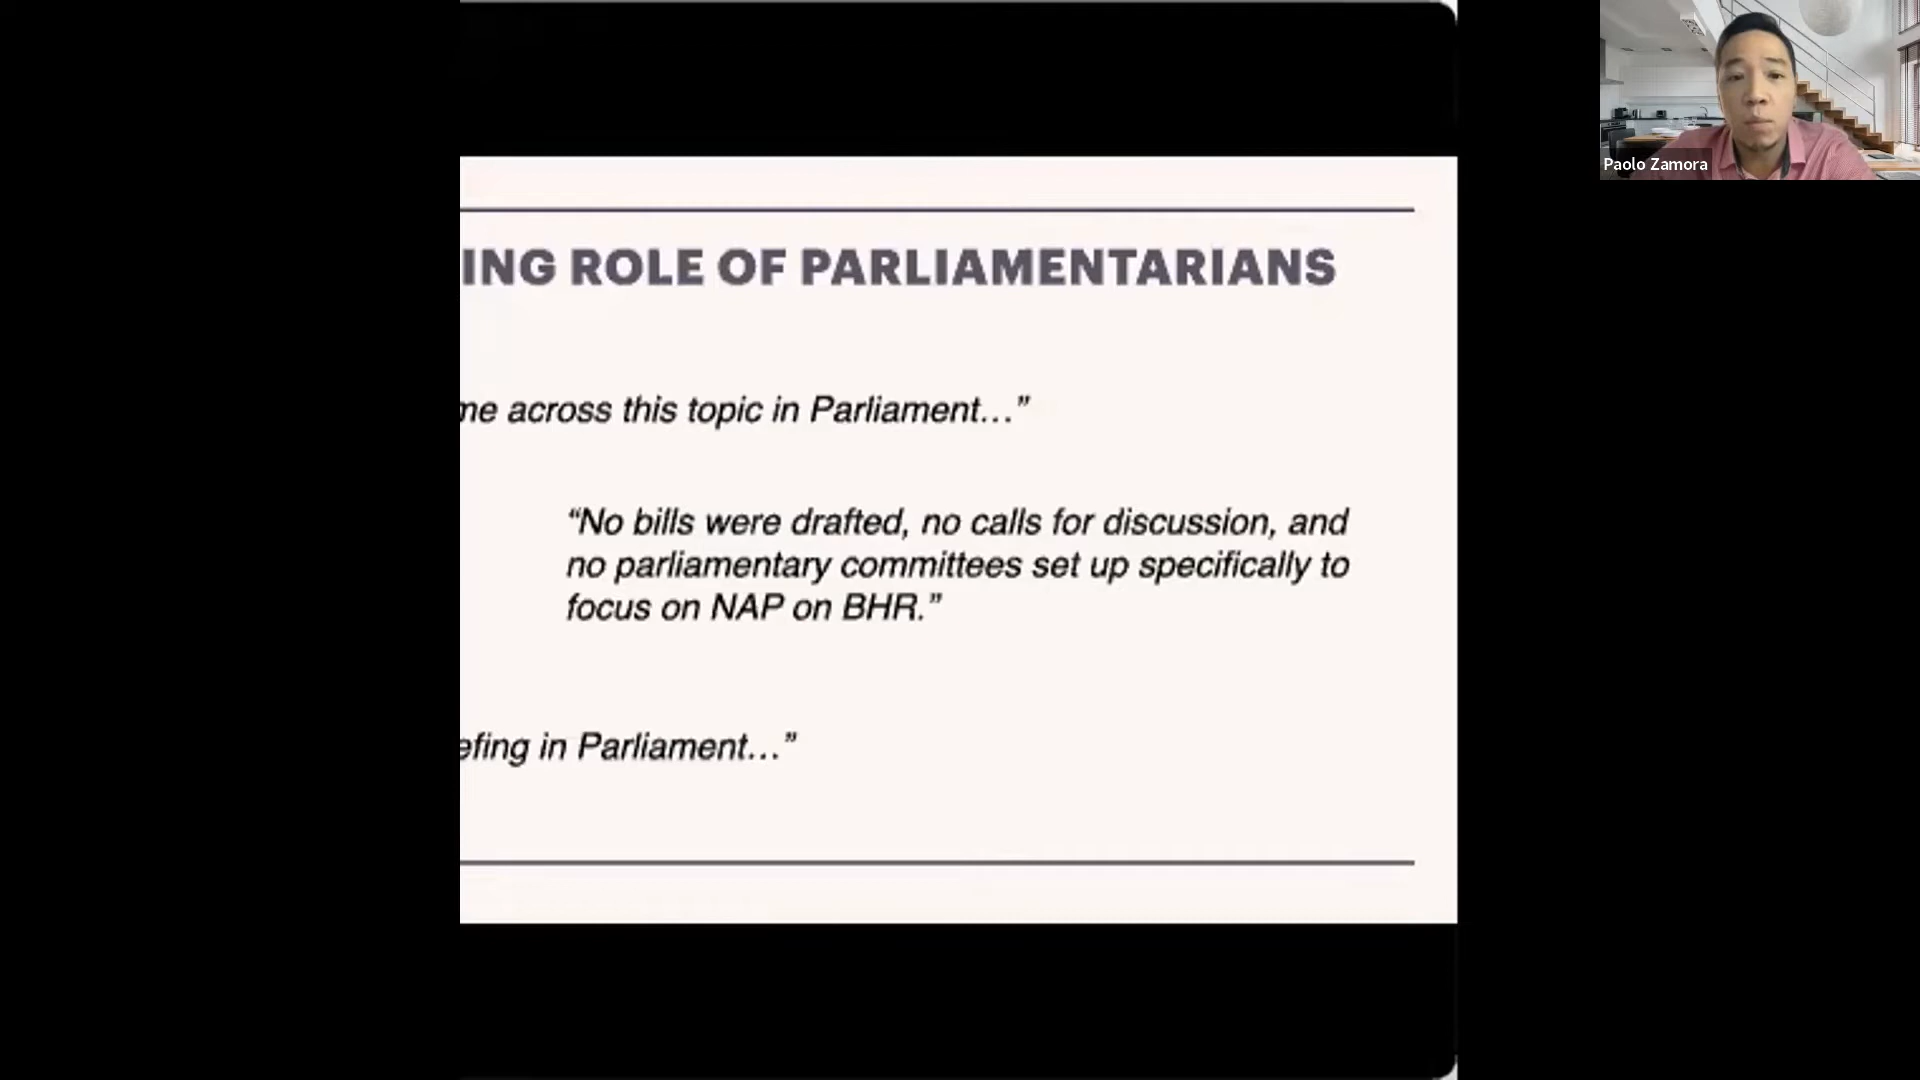 ING ROLE OF PARLIAMENTARIANS
me across this topic in Parliament…”
“No bills were drafted, no calls for discussion, and
no parliamentary committees set up specifically to
focus on NAP on BHR.”
efing in Parliament…”
Paolo Zamora